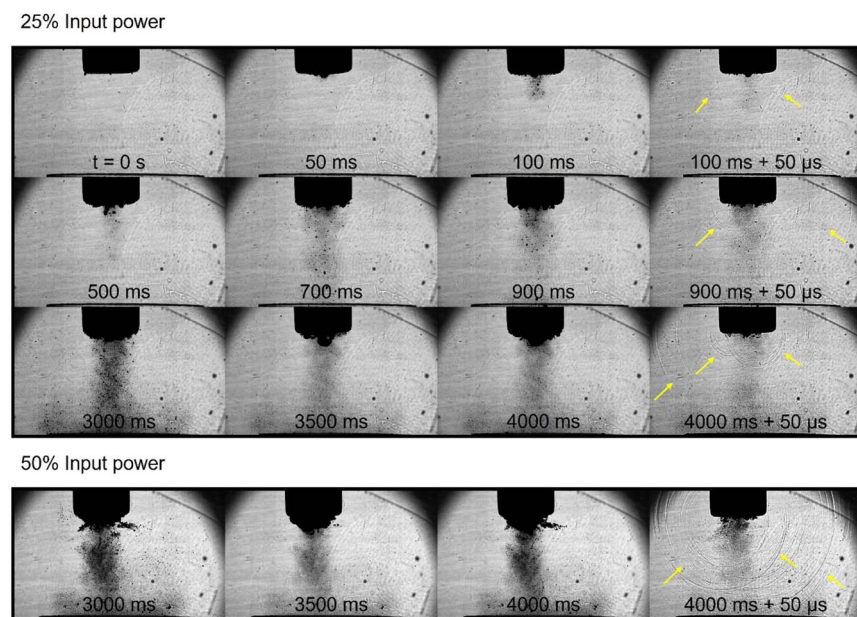 25% Input power
t = 0 s
50 ms
100 ms
100 ms + 50 µs
500 ms
700 ms
900 ms
900 ms + 50 µs
3000 ms
3500 ms
4000 ms
4000 ms + 50 µs
50% Input power
3000 ms
3500 ms
4000 ms
4000 ms + 50 µs